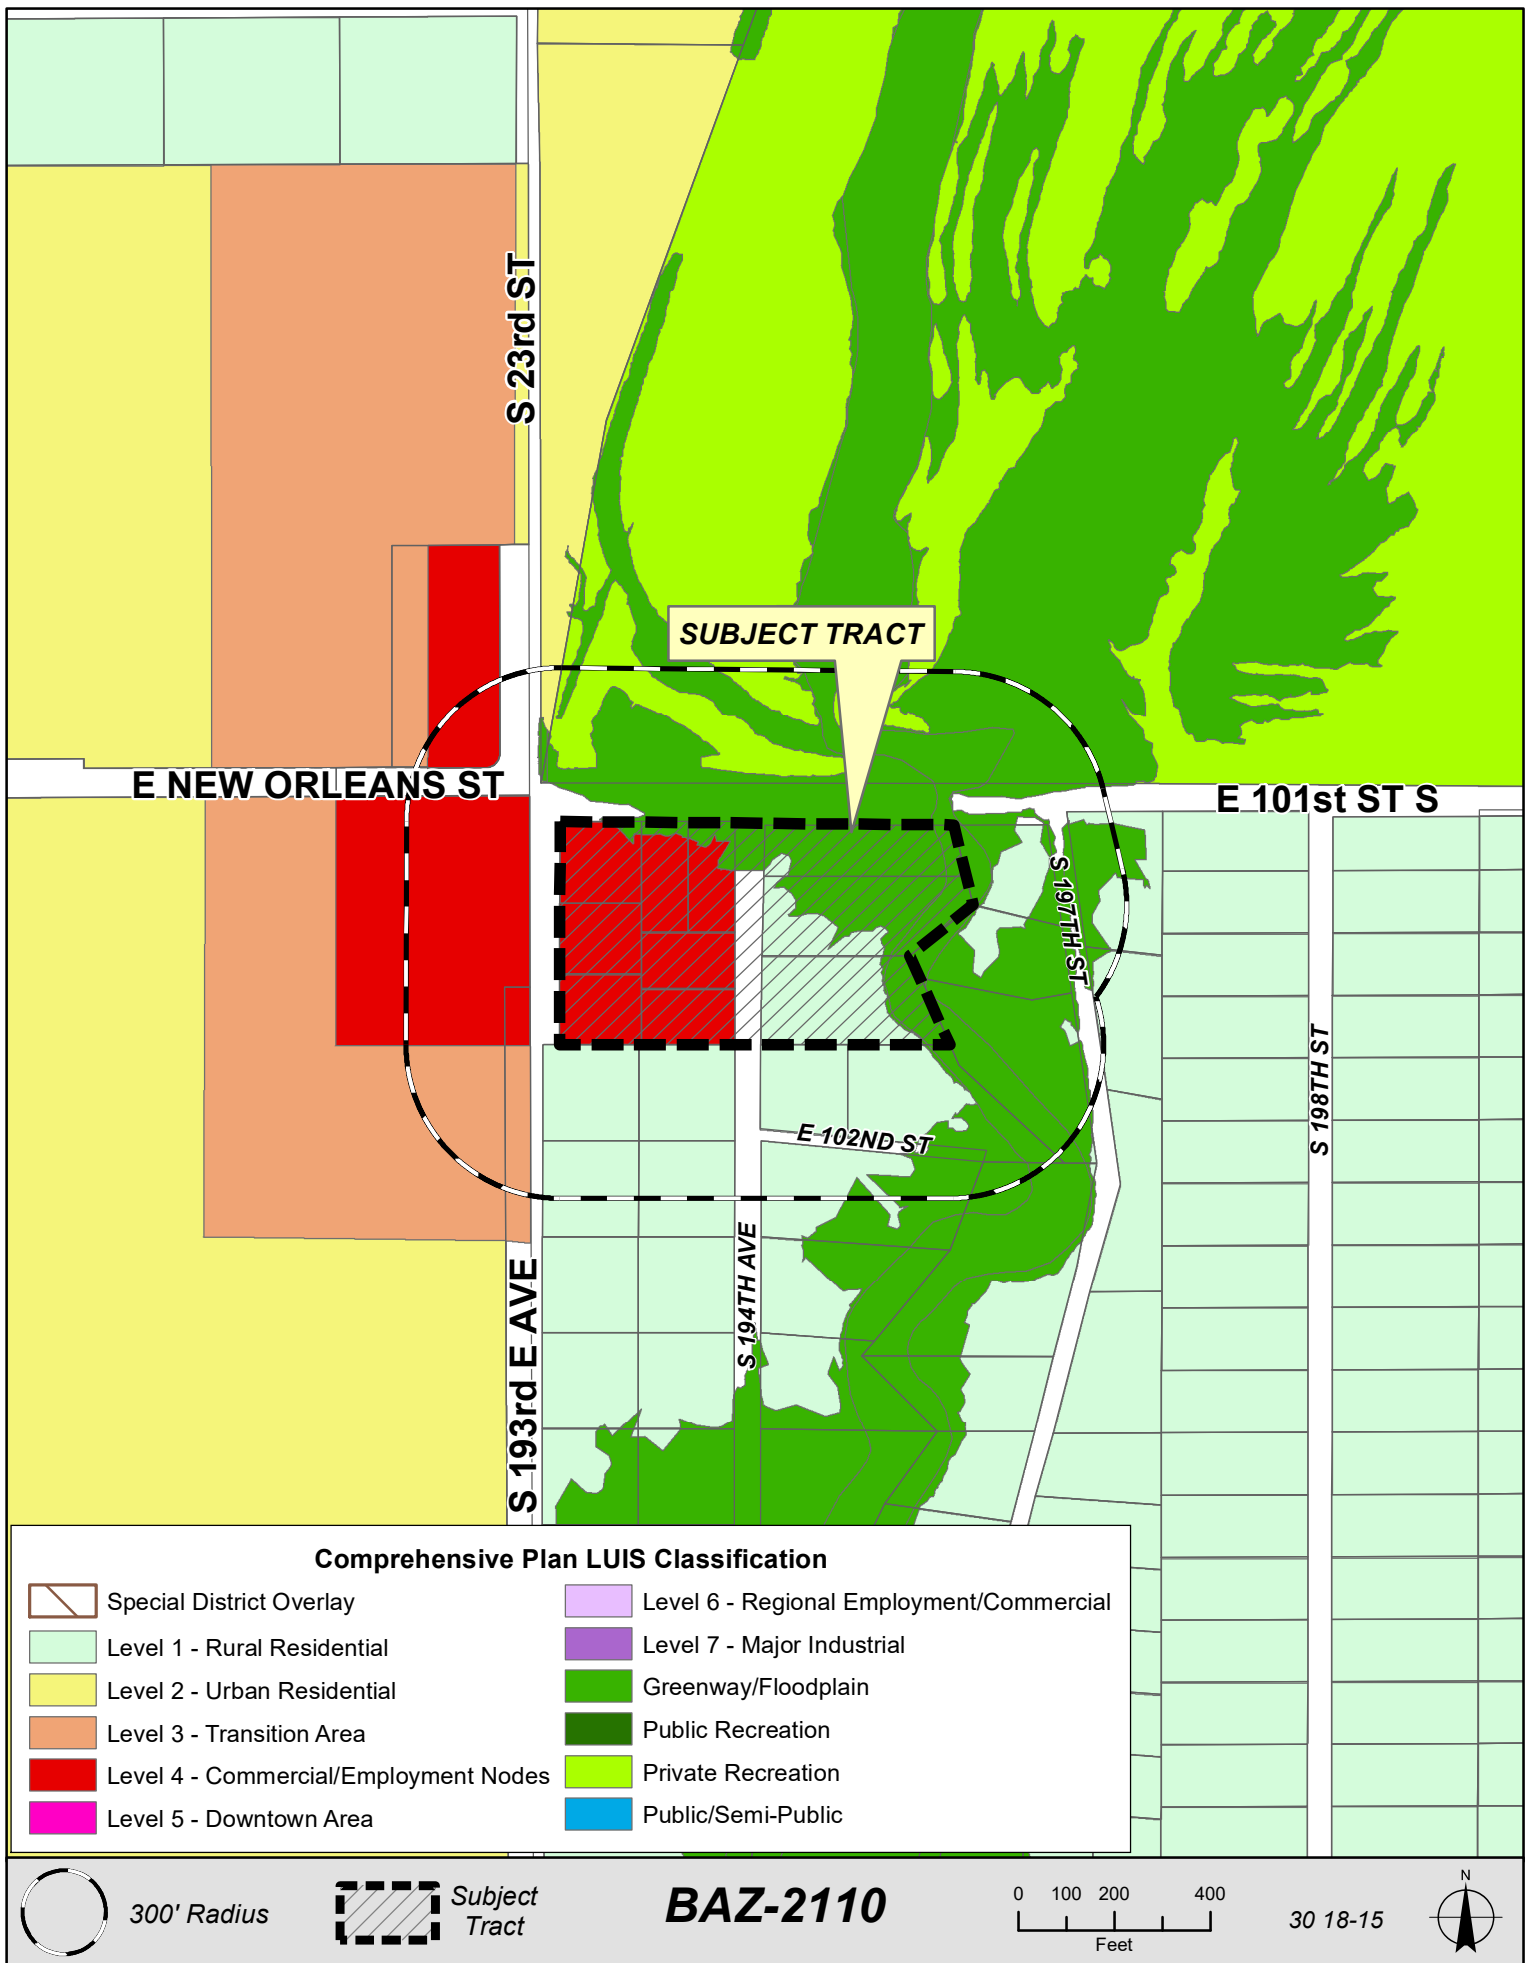 S 23rd ST
SUBJECT TRACT
E NEW ORLEANS ST
E 101st ST S
S 197TH ST
S 198TH ST
E 102ND ST
S 194TH AVE
S 193rd E AVE
Comprehensive Plan LUIS Classification
Special District Overlay
Level 1 - Rural Residential
Level 2 - Urban Residential
Level 3 - Transition Area
Level 4 - Commercial/Employment Nodes
Level 5 - Downtown Area
Level 6 - Regional Employment/Commercial
Level 7 - Major Industrial
Greenway/Floodplain
Public Recreation
Private Recreation
Public/Semi-Public
300' Radius
Subject
Tract
BAZ-2110
0 100 200 400
Feet
30 18-15
N